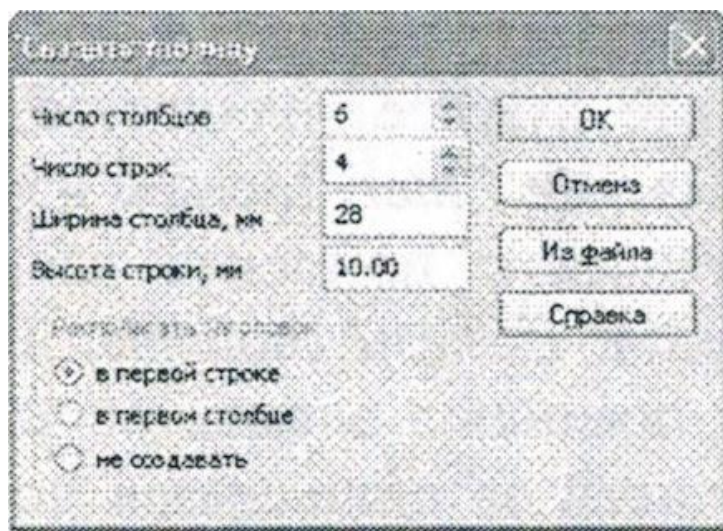 Создать таблицу
Число столбцов 6 OK
Число строк 4 Отмена
Ширина столбца, мм 28 Из файла
Высота строки, мм 10.00 Справка
Располагать заголовок
в первой строке
в первом столбце
не создавать